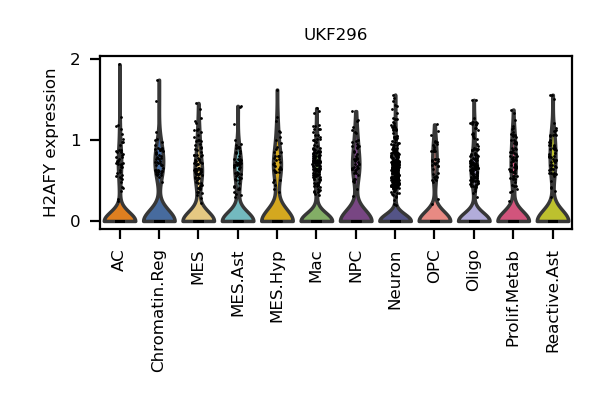 UKF296
H2AFY expression
2
1
0
AC
Chromatin.Reg
MES
MES.Ast
MES.Hyp
Mac
NPC
Neuron
OPC
Oligo
Prolif.Metab
Reactive.Ast